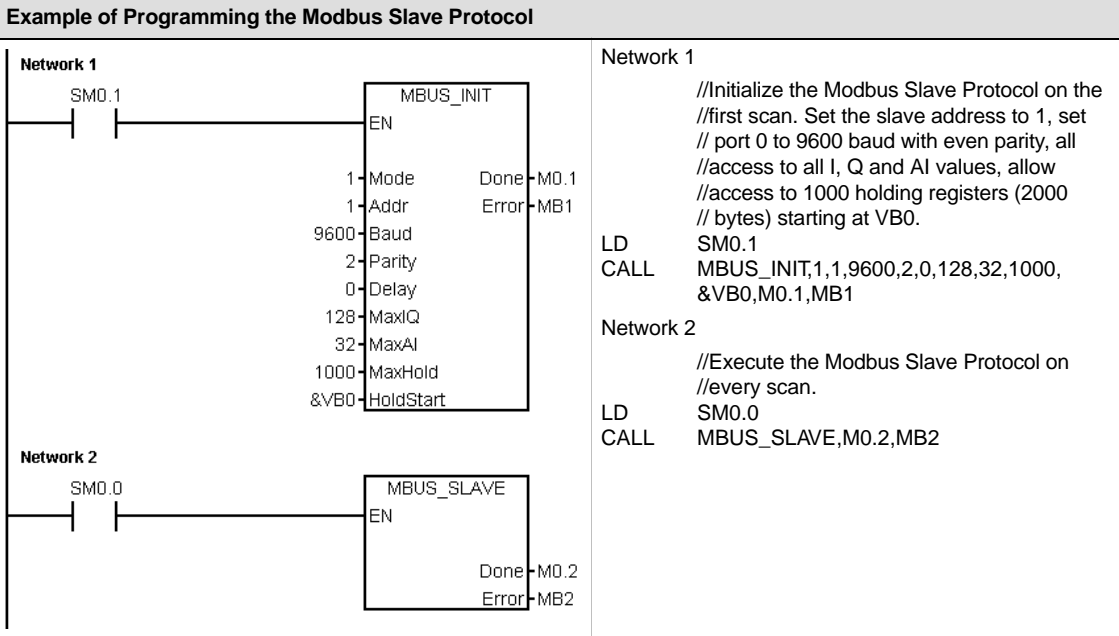 Example of Programming the Modbus Slave Protocol
Network 1
SM0.1
MBUS_INIT
EN
1 Mode Done M0.1
1 Addr Error MB1
9600 Baud
2 Parity
0 Delay
128 MaxIQ
32 MaxAI
1000 MaxHold
&VB0 HoldStart
Network 2
SM0.0
MBUS_SLAVE
EN
Done M0.2
Error MB2
Network 1
//Initialize the Modbus Slave Protocol on the
//first scan. Set the slave address to 1, set
// port 0 to 9600 baud with even parity, all
//access to all I, Q and AI values, allow
//access to 1000 holding registers (2000
// bytes) starting at VB0.
LD SM0.1
CALL MBUS_INIT,1,1,9600,2,0,128,32,1000,
&VB0,M0.1,MB1
Network 2
//Execute the Modbus Slave Protocol on
//every scan.
LD SM0.0
CALL MBUS_SLAVE,M0.2,MB2